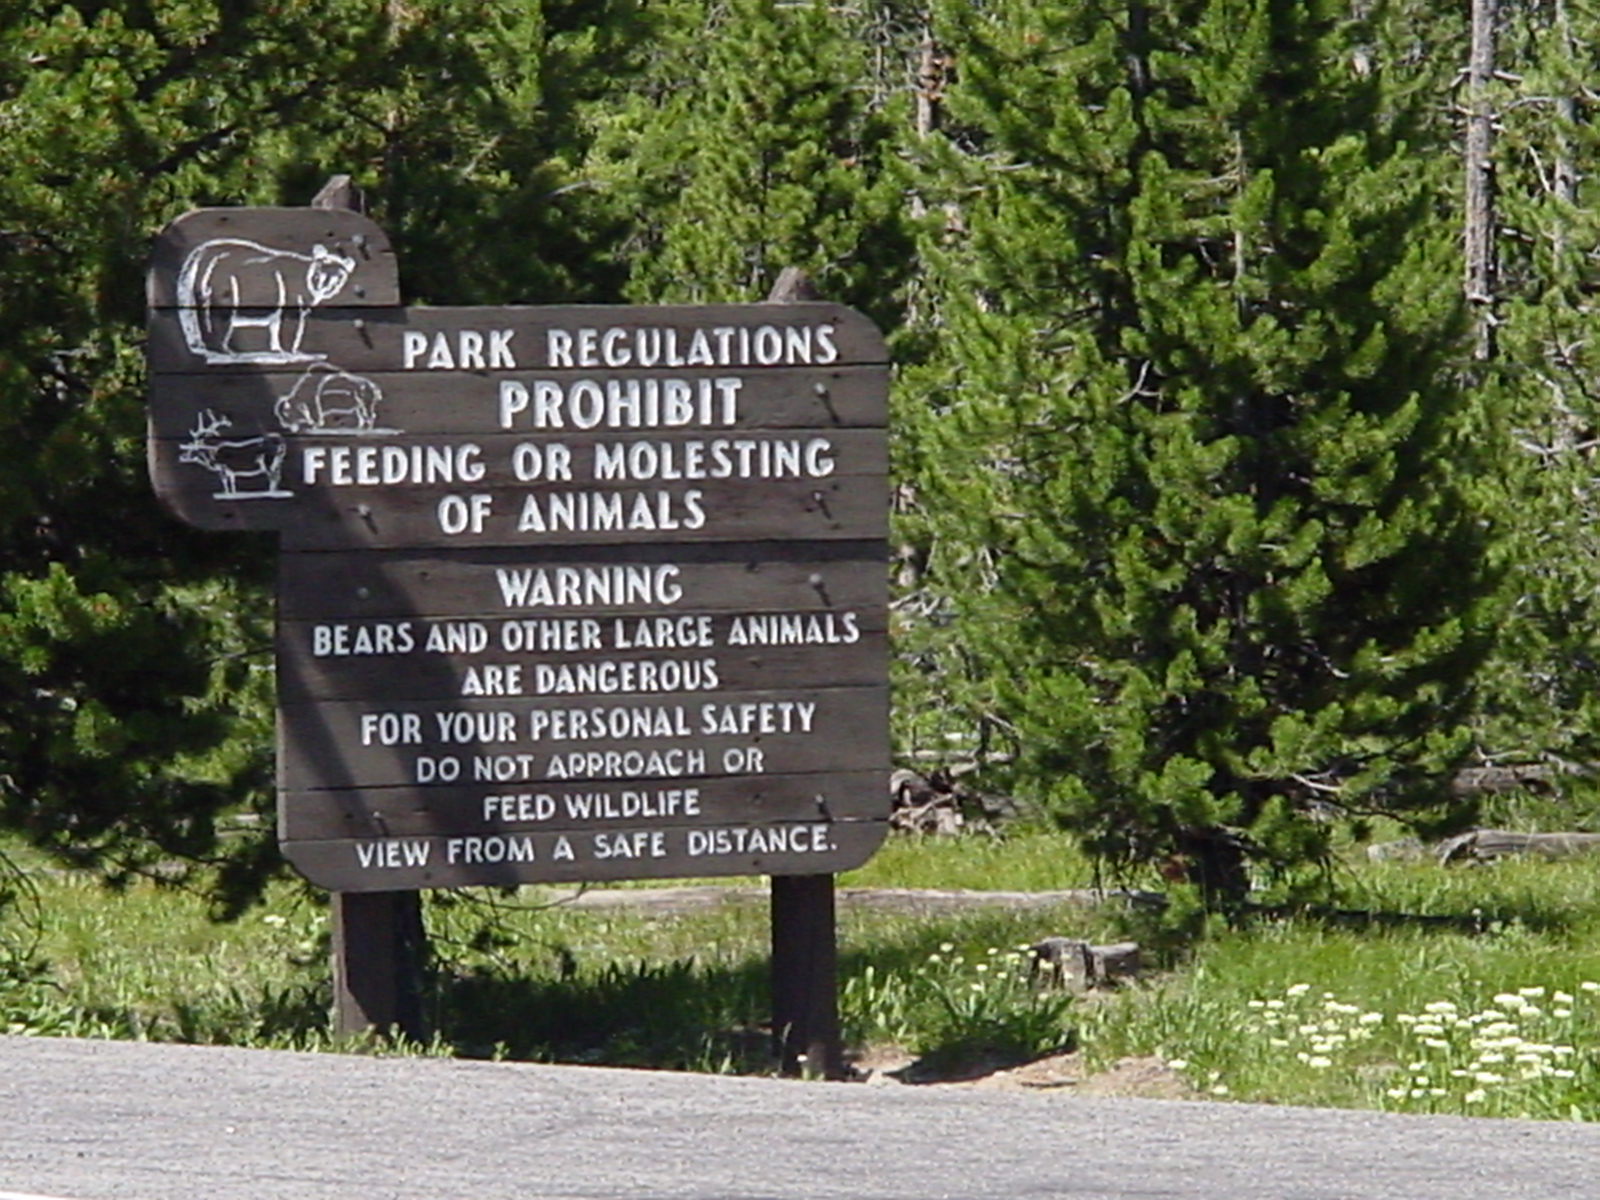 PARK REGULATIONS
PROHIBIT
FEEDING OR MOLESTING
OF ANIMALS
WARNING
BEARS AND OTHER LARGE ANIMALS
ARE DANGEROUS
FOR YOUR PERSONAL SAFETY
DO NOT APPROACH OR
FEED WILDLIFE
VIEW FROM A SAFE DISTANCE.